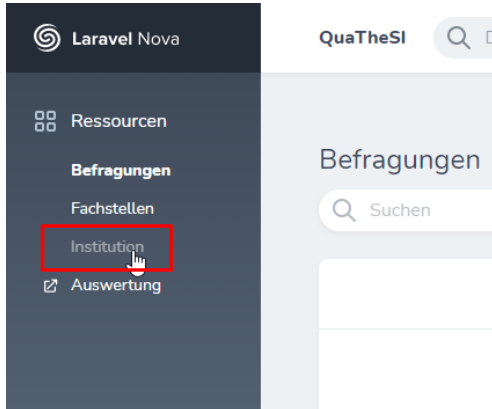 Laravel Nova
QuaTheSI
Ressourcen
Befragungen
Fachstellen
Institution
Auswertung
Befragungen
Suchen